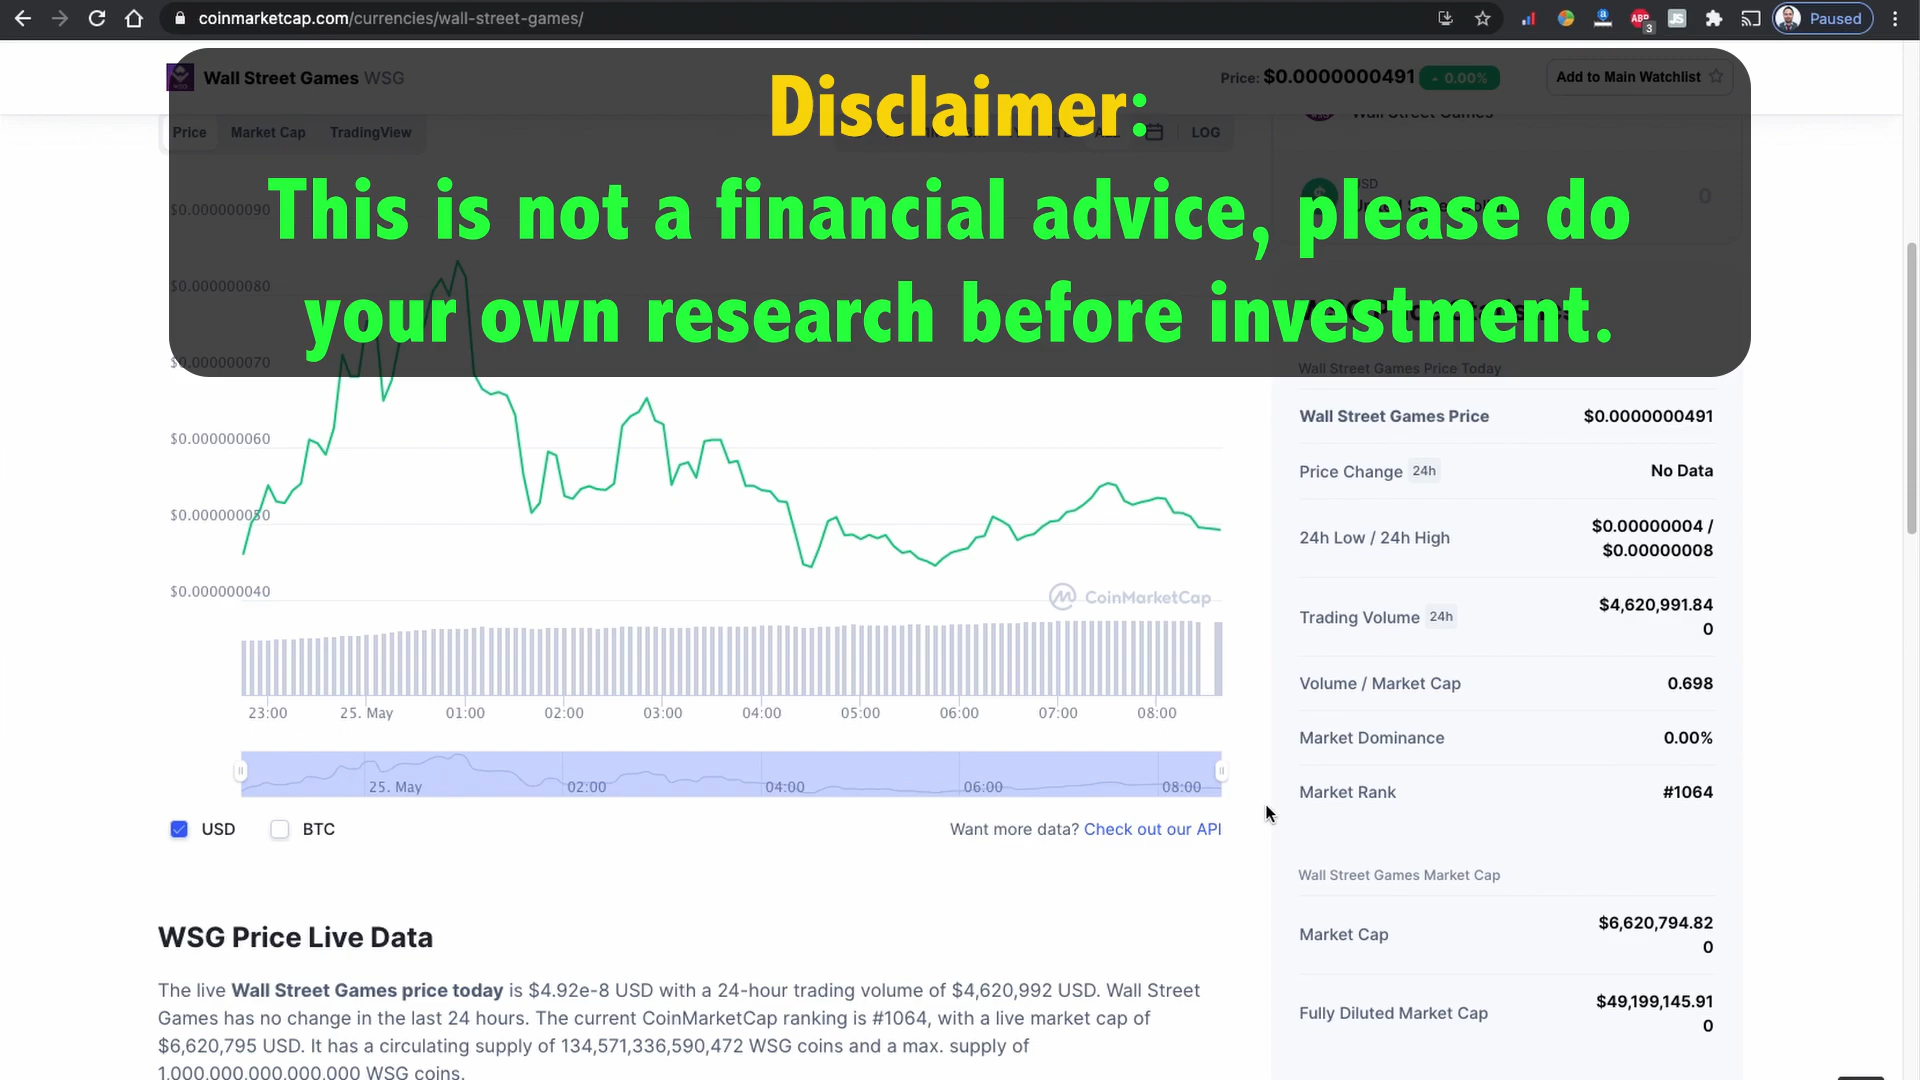 coinmarketcap.com/currencies/wall-street-games/
ABP
3
JS
Paused
Wall Street Games WSG
Price: $0.0000000491
0.00%
Add to Main Watchlist
Disclaimer:
This is not a financial advice, please do
your own research before investment.
Price
Market Cap
TradingView
LOG
Wall Street Games
USD
0
$0.000000090
$0.000000080
$0.000000070
$0.000000060
$0.000000050
$0.000000040
CoinMarketCap
23:00
25. May
01:00
02:00
03:00
04:00
05:00
06:00
07:00
08:00
25. May
02:00
04:00
06:00
08:00
USD
BTC
Want more data? Check out our API
Wall Street Games Price Today
Wall Street Games Price
$0.0000000491
Price Change 24h
No Data
24h Low / 24h High
$0.00000004 /
$0.00000008
Trading Volume 24h
$4,620,991.84
0
Volume / Market Cap
0.698
Market Dominance
0.00%
Market Rank
#1064
Wall Street Games Market Cap
Market Cap
$6,620,794.82
0
Fully Diluted Market Cap
$49,199,145.91
0
WSG Price Live Data
The live Wall Street Games price today is $4.92e-8 USD with a 24-hour trading volume of $4,620,992 USD. Wall Street
Games has no change in the last 24 hours. The current CoinMarketCap ranking is #1064, with a live market cap of
$6,620,795 USD. It has a circulating supply of 134,571,336,590,472 WSG coins and a max. supply of
1,000,000,000,000,000 WSG coins.